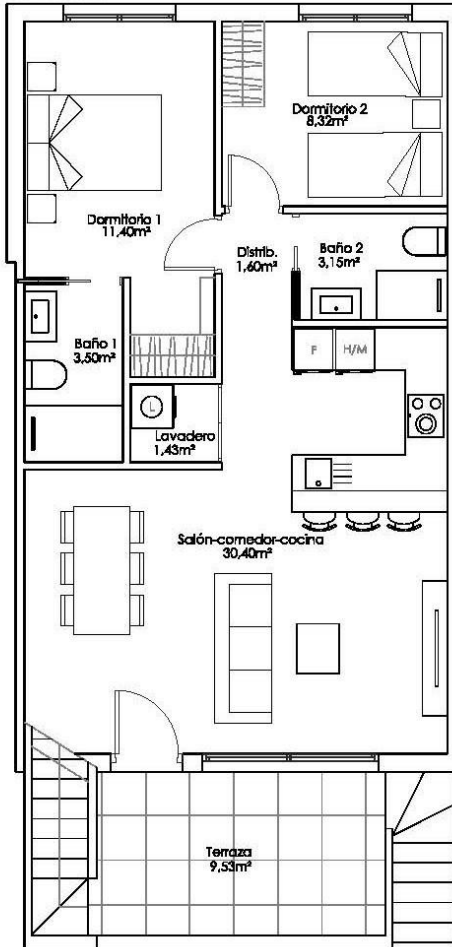 Dormitorio 2
8,32m²
Dormitorio 1
11,40m²
Distrib.
1,60m²
Baño 2
3,15m²
Baño 1
3,50m²
F
H/M
L
Lavadero
1,43m²
Salón-comedor-cocina
30,40m²
Terraza
9,53m²